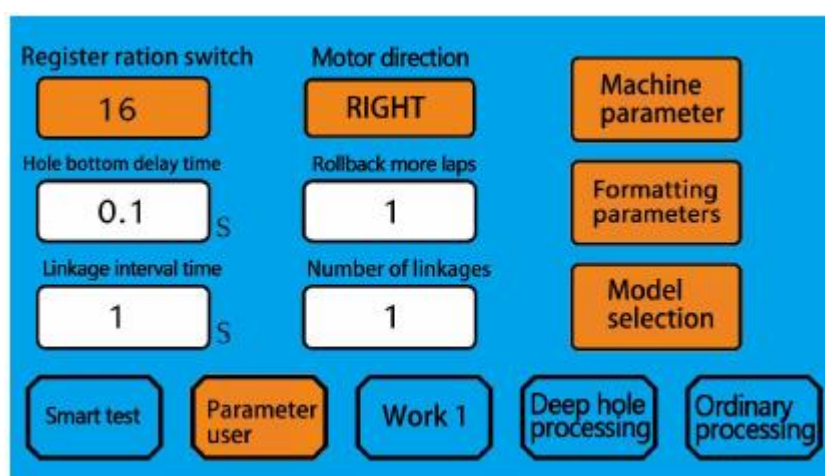 Register ration switch
Motor direction
16
RIGHT
Machine
parameter
Hole bottom delay time
Rollback more laps
0.1 S
1
Formatting
parameters
Linkage interval time
Number of linkages
1 S
1
Model
selection
Smart test
Parameter
user
Work 1
Deep hole
processing
Ordinary
processing